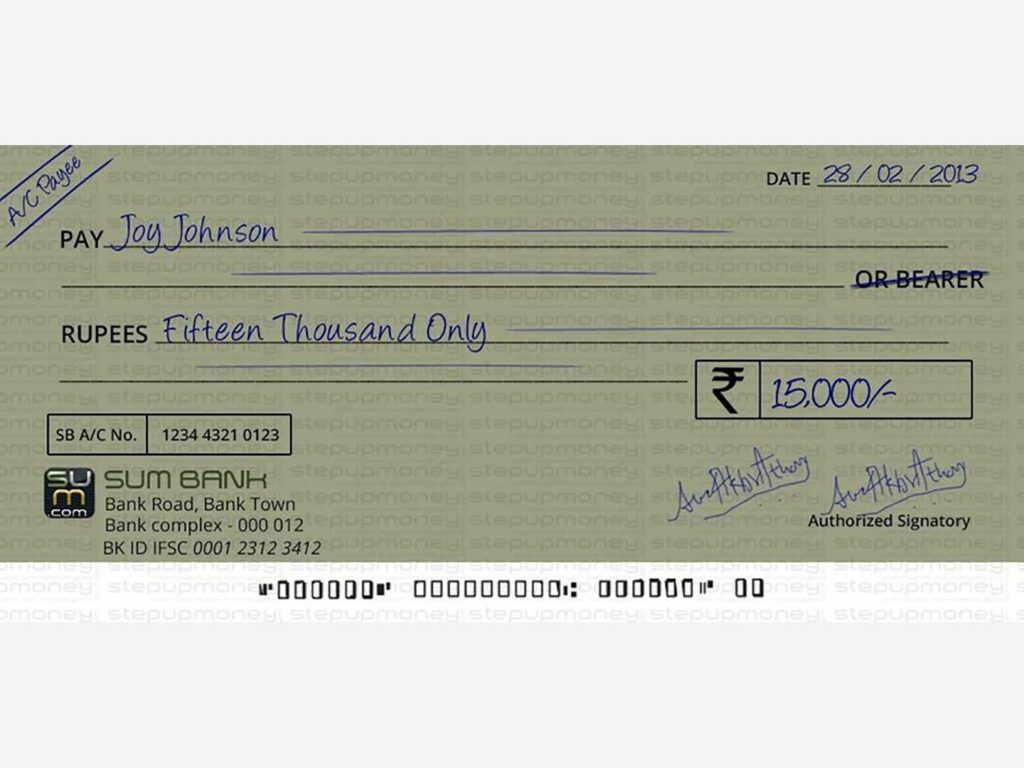 A/C Payee
DATE 28/02/2013
PAY Joy Johnson
OR BEARER
RUPEES Fifteen Thousand Only
₹ 15,000/-
SB A/C No. 1234 4321 0123
SUM
.com
SUM BANK
Bank Road, Bank Town
Bank complex - 000 012
BK ID IFSC 0001 2312 3412
Authorized Signatory
stepupmoney